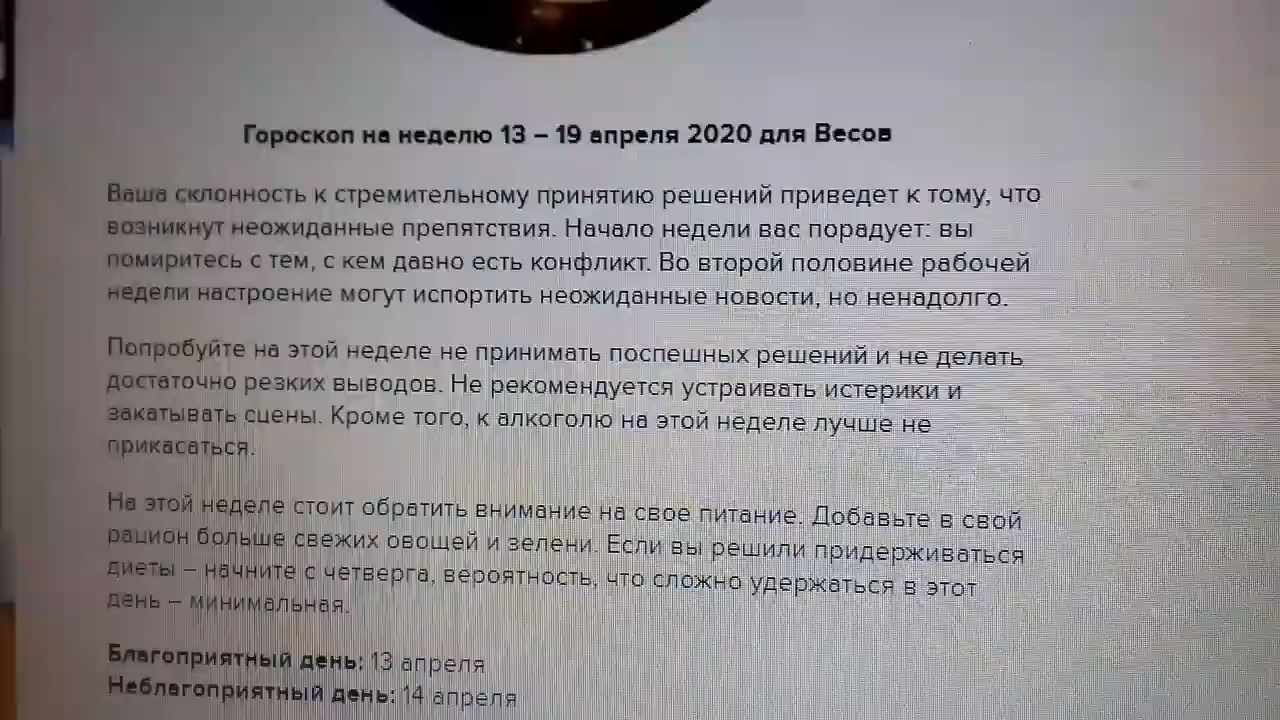 Гороскоп на неделю 13 – 19 апреля 2020 для Весов
Ваша склонность к стремительному принятию решений приведет к тому, что
возникнут неожиданные препятствия. Начало недели вас порадует: вы
помиритесь с тем, с кем давно есть конфликт. Во второй половине рабочей
недели настроение могут испортить неожиданные новости, но ненадолго.
Попробуйте на этой неделе не принимать поспешных решений и не делать
достаточно резких выводов. Не рекомендуется устраивать истерики и
закатывать сцены. Кроме того, к алкоголю на этой неделе лучше не
прикасаться.
На этой неделе стоит обратить внимание на свое питание. Добавьте в свой
рацион больше свежих овощей и зелени. Если вы решили придерживаться
диеты – начните с четверга, вероятность, что сложно удержаться в этот
день – минимальная.
Благоприятный день: 13 апреля
Неблагоприятный день: 14 апреля